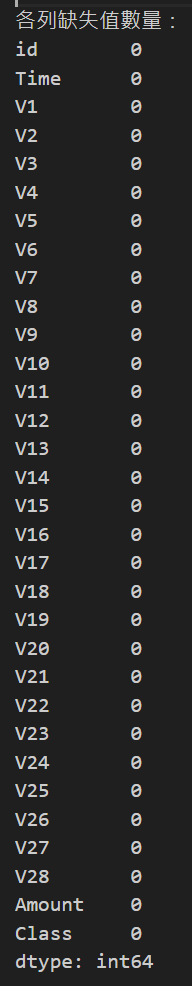 各列缺失值數量：
id 0
Time 0
V1 0
V2 0
V3 0
V4 0
V5 0
V6 0
V7 0
V8 0
V9 0
V10 0
V11 0
V12 0
V13 0
V14 0
V15 0
V16 0
V17 0
V18 0
V19 0
V20 0
V21 0
V22 0
V23 0
V24 0
V25 0
V26 0
V27 0
V28 0
Amount 0
Class 0
dtype: int64